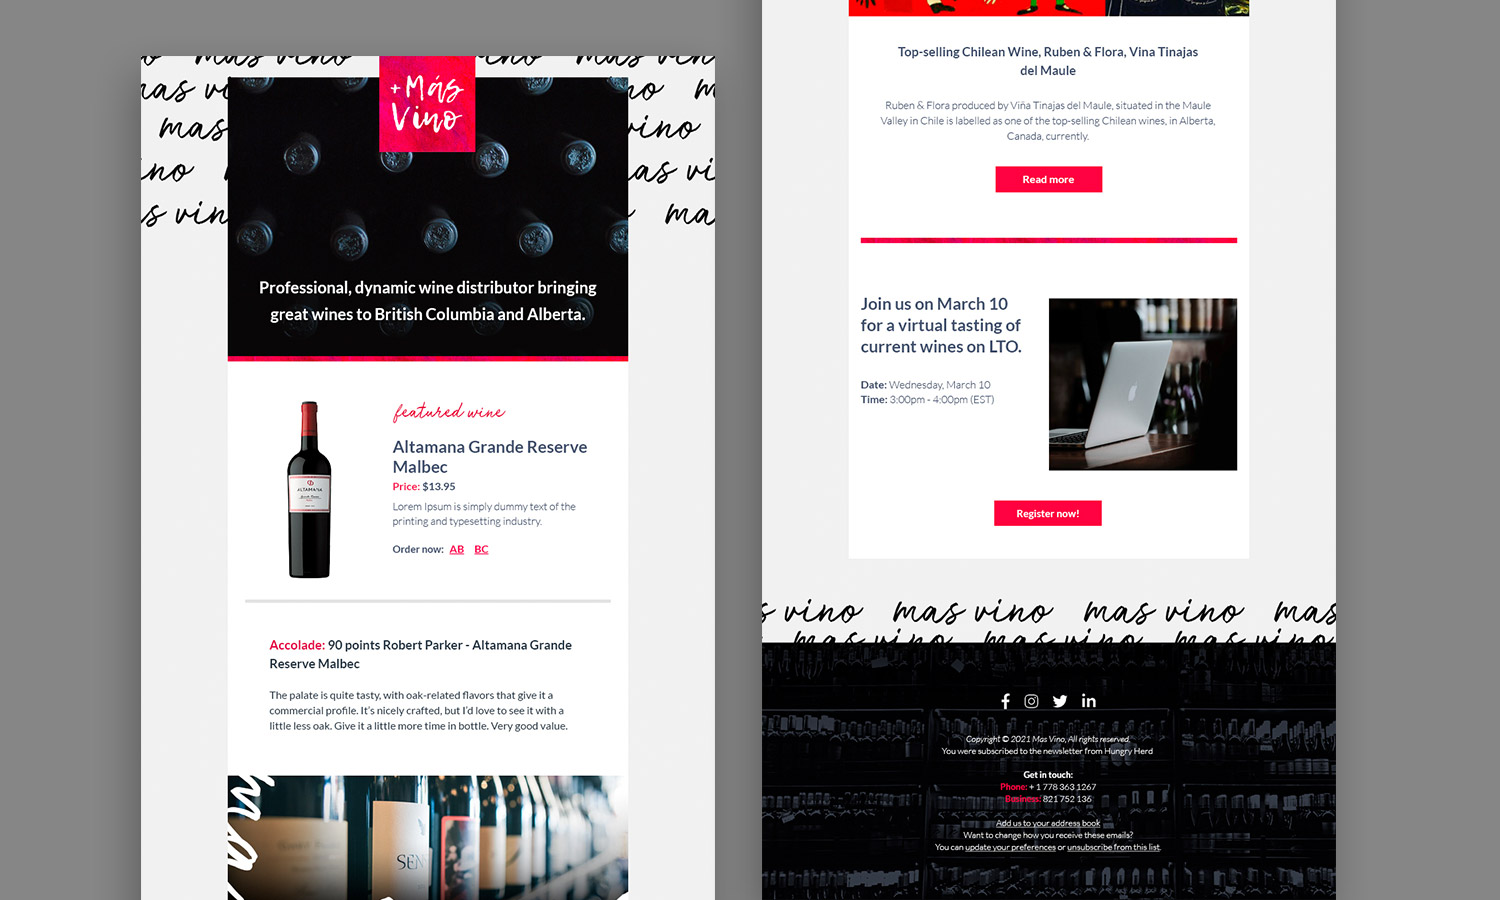 mas vino
+ Más
Vino
mas
Professional, dynamic wine distributor bringing
great wines to British Columbia and Alberta.
featured wine
Altamana Grande Reserve
Malbec
Price: $13.95
Lorem Ipsum is simply dummy text of the
printing and typesetting industry.
Order now: AB BC
ALTAMANA
Accolade: 90 points Robert Parker - Altamana Grande
Reserve Malbec
The palate is quite tasty, with oak-related flavors that give it a
commercial profile. It's nicely crafted, but I'd love to see it with a
little less oak. Give it a little more time in bottle. Very good value.
SEN
Top-selling Chilean Wine, Ruben & Flora, Vina Tinajas
del Maule
Ruben & Flora produced by Viña Tinajas del Maule, situated in the Maule
Valley in Chile is labelled as one of the top-selling Chilean wines, in Alberta,
Canada, currently.
Read more
Join us on March 10
for a virtual tasting of
current wines on LTO.
Date: Wednesday, March 10
Time: 3:00pm - 4:00pm (EST)
Register now!
s vino mas vino mas vino mas
mas vino mas vino mas vino
Copyright © 2021 Mas Vino, All rights reserved.
You were subscribed to the newsletter from Hungry Herd
Get in touch:
Phone: + 1 778 363 1267
Business: 821 752 136
Add us to your address book
Want to change how you receive these emails?
You can update your preferences or unsubscribe from this list.